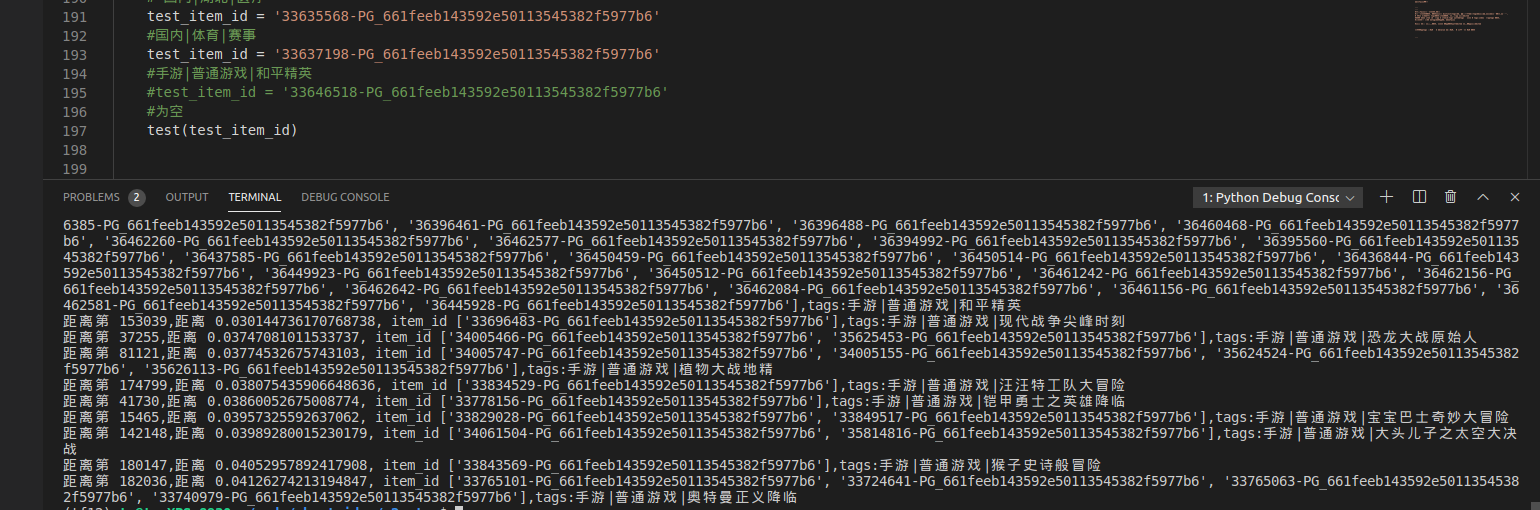 191 test_item_id = '33635568-PG_661feeb143592e50113545382f5977b6'
192 #国内|体育|赛事
193 test_item_id = '33637198-PG_661feeb143592e50113545382f5977b6'
194 #手游|普通游戏|和平精英
195 #test_item_id = '33646518-PG_661feeb143592e50113545382f5977b6'
196 #为空
197 test(test_item_id)
198
199
PROBLEMS 2 OUTPUT TERMINAL DEBUG CONSOLE 1: Python Debug Consc
6385-PG_661feeb143592e50113545382f5977b6', '36396461-PG_661feeb143592e50113545382f5977b6', '36396488-PG_661feeb143592e50113545382f5977b6', '36460468-PG_661feeb143592e50113545382f5977
b6', '36462260-PG_661feeb143592e50113545382f5977b6', '36462577-PG_661feeb143592e50113545382f5977b6', '36394992-PG_661feeb143592e50113545382f5977b6', '36395560-PG_661feeb143592e501135
45382f5977b6', '36437585-PG_661feeb143592e50113545382f5977b6', '36450459-PG_661feeb143592e50113545382f5977b6', '36450514-PG_661feeb143592e50113545382f5977b6', '36436844-PG_661feeb143
592e50113545382f5977b6', '36449923-PG_661feeb143592e50113545382f5977b6', '36450512-PG_661feeb143592e50113545382f5977b6', '36461242-PG_661feeb143592e50113545382f5977b6', '36462156-PG_
661feeb143592e50113545382f5977b6', '36462642-PG_661feeb143592e50113545382f5977b6', '36462084-PG_661feeb143592e50113545382f5977b6', '36461156-PG_661feeb143592e50113545382f5977b6', '36
462581-PG_661feeb143592e50113545382f5977b6', '36445928-PG_661feeb143592e50113545382f5977b6'],tags:手游|普通游戏|和平精英
距离第 153039,距离 0.030144736170768738, item_id ['33696483-PG_661feeb143592e50113545382f5977b6'],tags:手游|普通游戏|现代战争尖峰时刻
距离第 37255,距离 0.03747081011533737, item_id ['34005466-PG_661feeb143592e50113545382f5977b6', '35625453-PG_661feeb143592e50113545382f5977b6'],tags:手游|普通游戏|恐龙大战原始人
距离第 81121,距离 0.03774532675743103, item_id ['34005747-PG_661feeb143592e50113545382f5977b6', '34005155-PG_661feeb143592e50113545382f5977b6', '35624524-PG_661feeb143592e50113545382
f5977b6', '35626113-PG_661feeb143592e50113545382f5977b6'],tags:手游|普通游戏|植物大战地精
距离第 174799,距离 0.038075435906648636, item_id ['33834529-PG_661feeb143592e50113545382f5977b6'],tags:手游|普通游戏|汪汪特工队大冒险
距离第 41730,距离 0.03860052675008774, item_id ['33778156-PG_661feeb143592e50113545382f5977b6'],tags:手游|普通游戏|铠甲勇士之英雄降临
距离第 15465,距离 0.03957325592637062, item_id ['33829028-PG_661feeb143592e50113545382f5977b6', '33849517-PG_661feeb143592e50113545382f5977b6'],tags:手游|普通游戏|宝宝巴士奇妙大冒险
距离第 142148,距离 0.03989280015230179, item_id ['34061504-PG_661feeb143592e50113545382f5977b6', '35814816-PG_661feeb143592e50113545382f5977b6'],tags:手游|普通游戏|大头儿子之太空大决
战
距离第 180147,距离 0.04052957892417908, item_id ['33843569-PG_661feeb143592e50113545382f5977b6'],tags:手游|普通游戏|猴子史诗般冒险
距离第 182036,距离 0.04126274213194847, item_id ['33765101-PG_661feeb143592e50113545382f5977b6', '33724641-PG_661feeb143592e50113545382f5977b6', '33765063-PG_661feeb143592e5011354538
2f5977b6', '33740979-PG_661feeb143592e50113545382f5977b6'],tags:手游|普通游戏|奥特曼正义降临